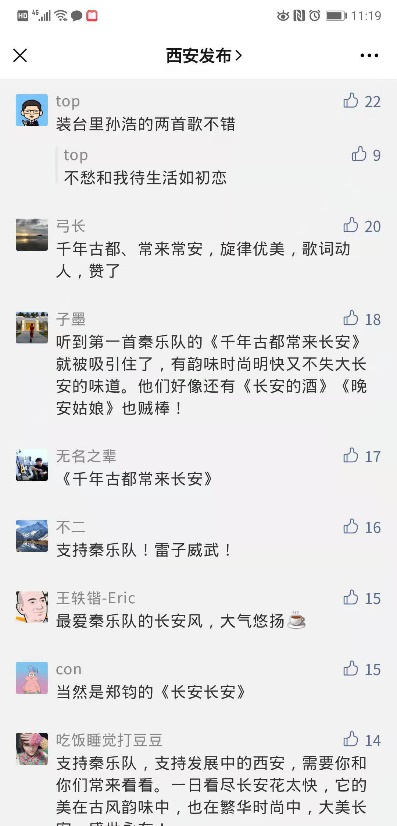 HD 4G 11:19
西安发布
top 22
装台里孙浩的两首歌不错
top 9
不愁和我待生活如初恋
弓长 20
千年古都、常来常安，旋律优美，歌词动
人，赞了
子墨 18
听到第一首秦乐队的《千年古都常来长安》
就被吸引住了，有韵味时尚明快又不失大长
安的味道。他们好像还有《长安的酒》《晚
安姑娘》也贼棒！
无名之辈 17
《千年古都常来长安》
不二 16
支持秦乐队！雷子威武！
王轶锴-Eric 15
最爱秦乐队的长安风，大气悠扬☕
con 15
当然是郑钧的《长安长安》
吃饭睡觉打豆豆 14
支持秦乐队，支持发展中的西安，需要你和
你们常来看看。一日看尽长安花太快，它的
美在古风韵味中，也在繁华时尚中，大美长